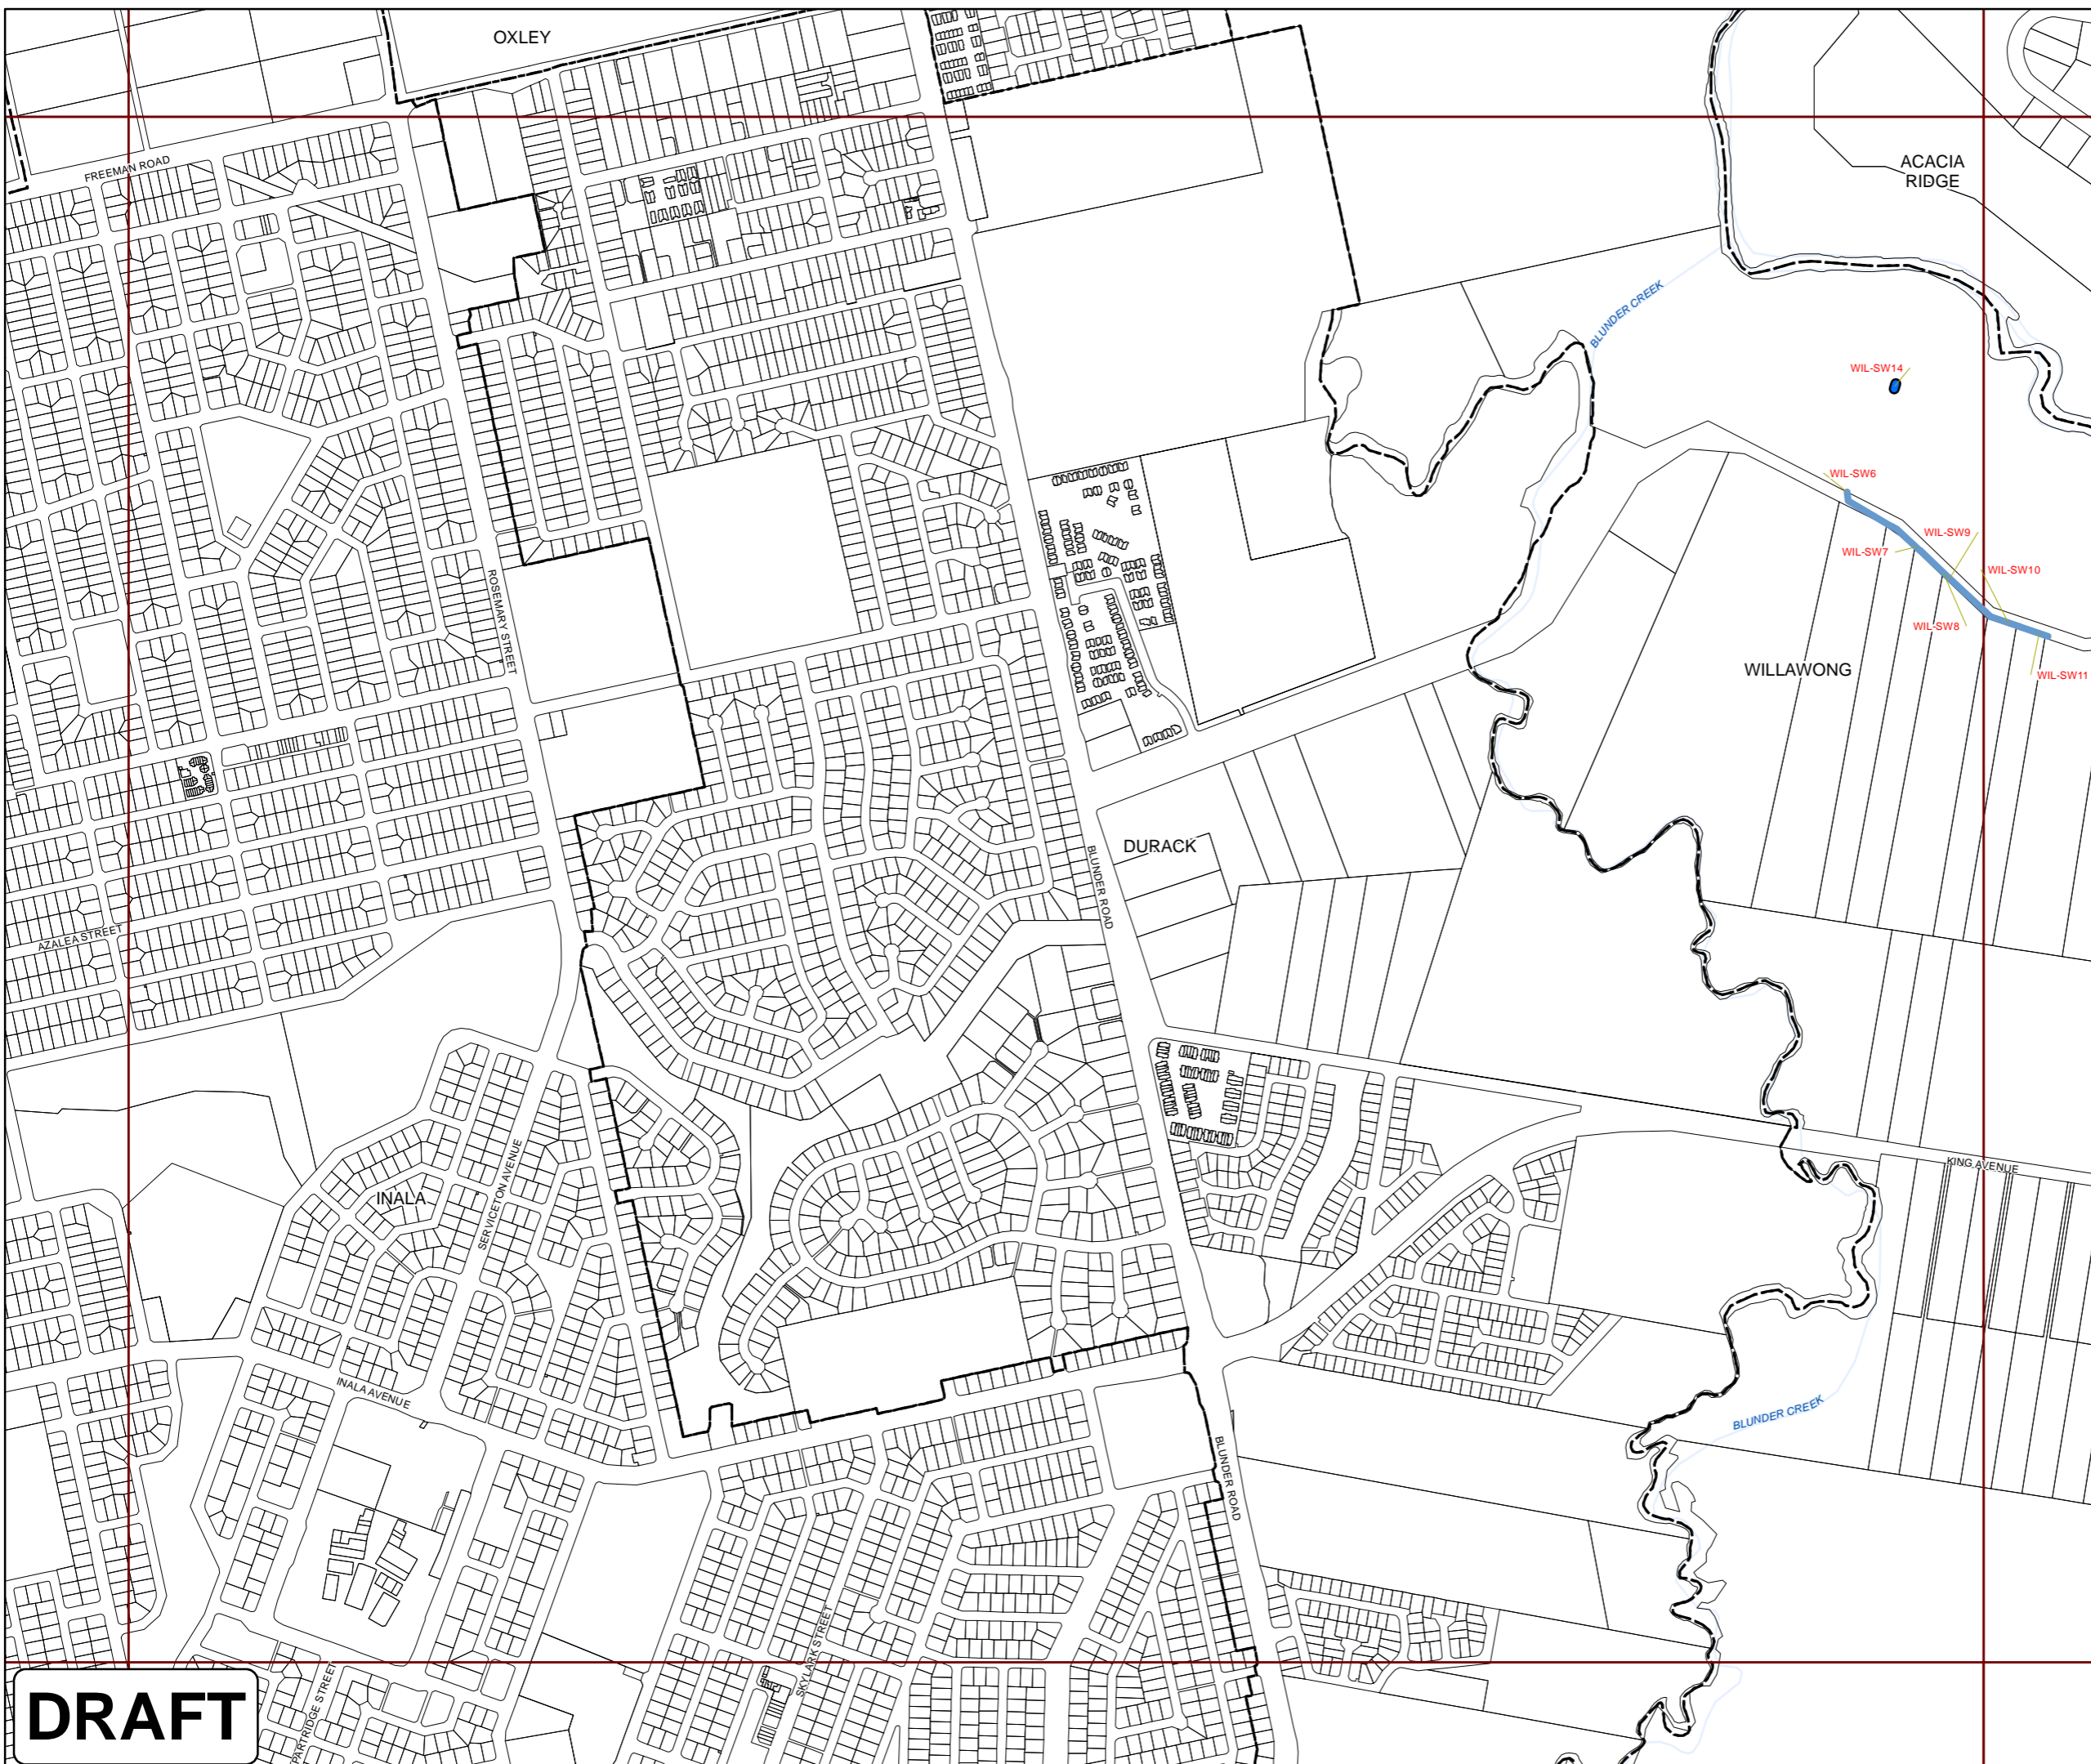 OXLEY
FREEMAN ROAD
ACACIA
RIDGE
BLUNDER CREEK
WIL-SW14
WIL-SW6
WIL-SW9
WIL-SW7
WIL-SW10
WIL-SW8
WIL-SW11
ROSEMARY STREET
WILLAWONG
DURACK
BLUNDER ROAD
AZALEA STREET
SERVICETON AVENUE
KING AVENUE
INALA
INALA AVENUE
BLUNDER CREEK
BLUNDER ROAD
SKYLARK STREET
PARTRIDGE STREET
DRAFT